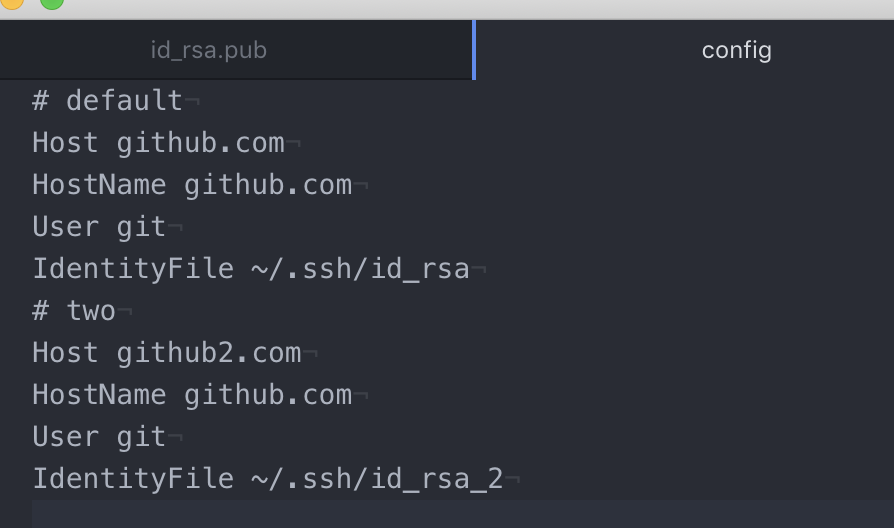 id_rsa.pub
config
# default¬
Host github.com¬
HostName github.com¬
User git¬
IdentityFile ~/.ssh/id_rsa¬
# two¬
Host github2.com¬
HostName github.com¬
User git¬
IdentityFile ~/.ssh/id_rsa_2¬